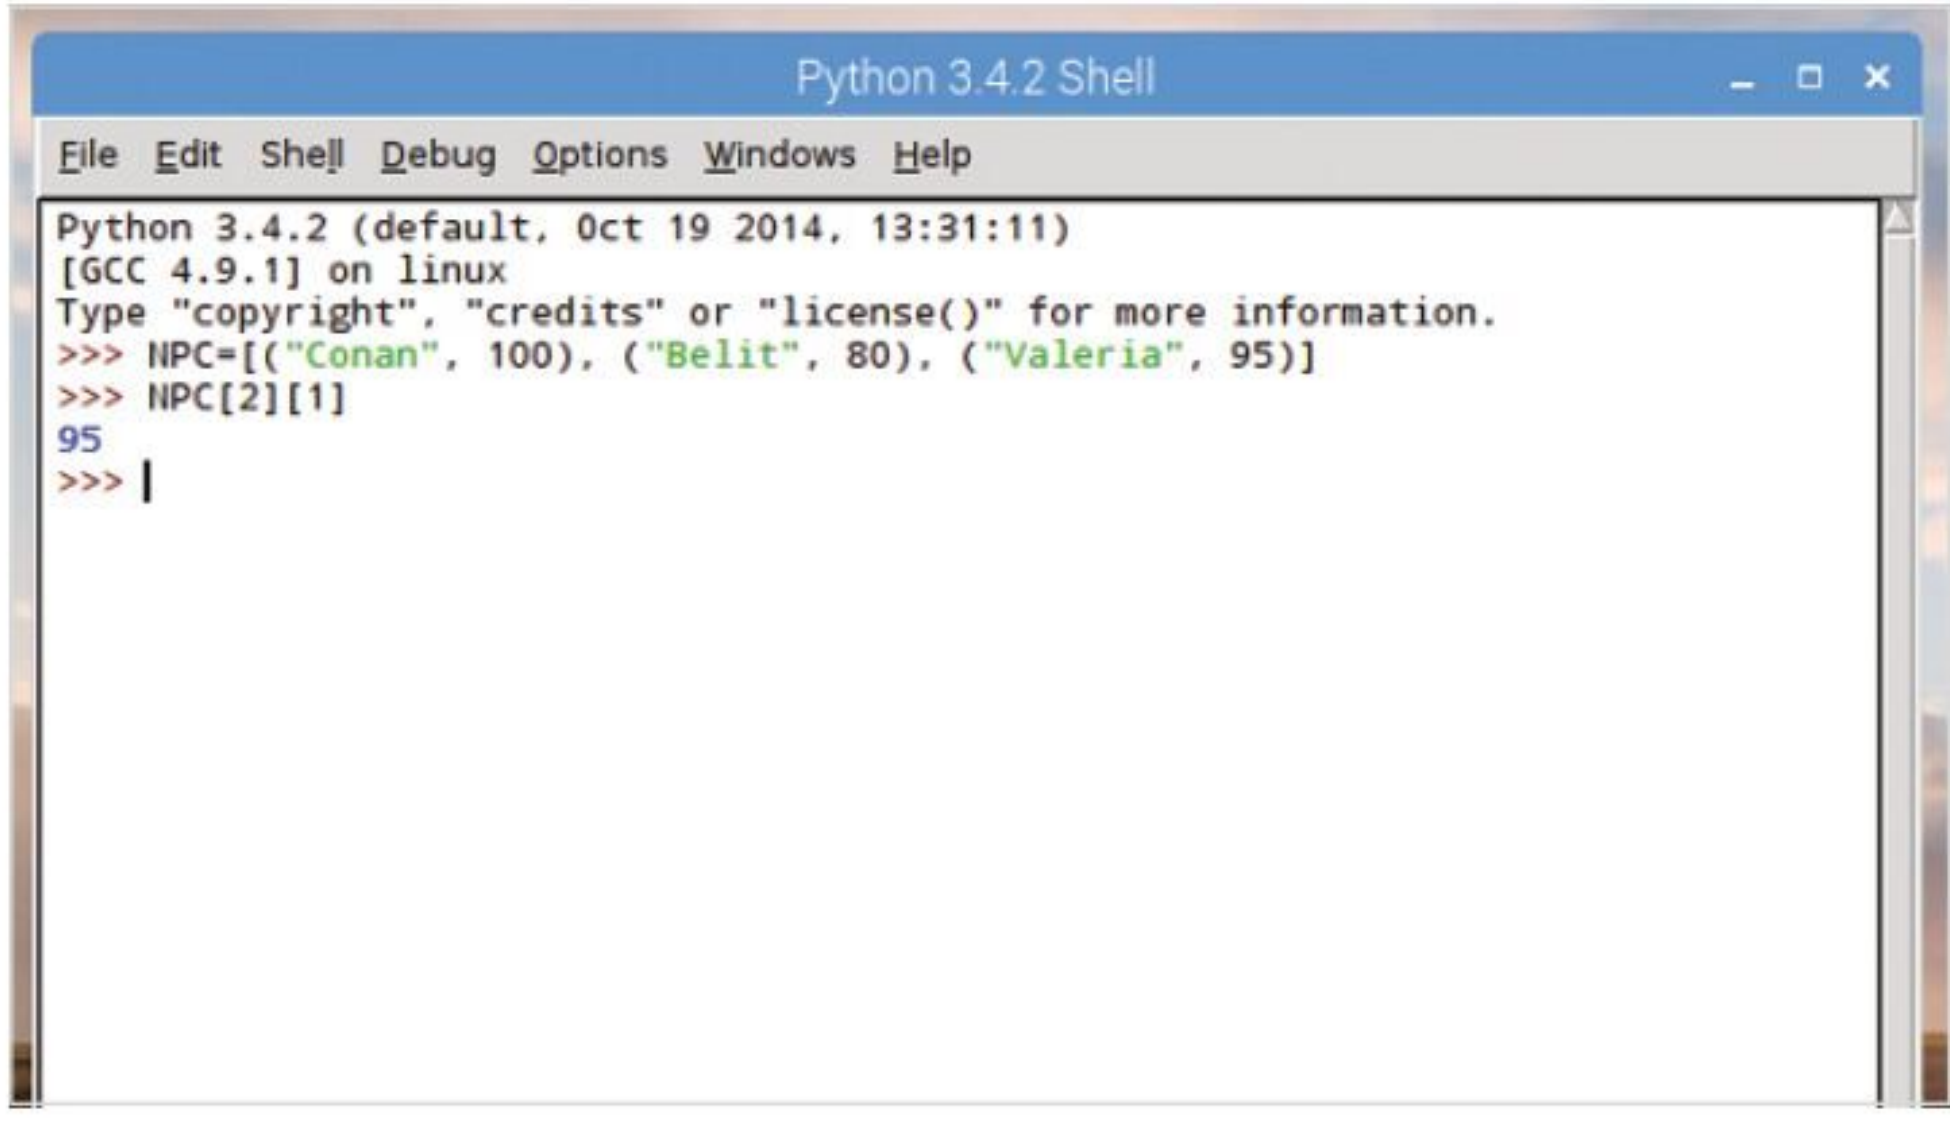 Python 3.4.2 Shell
File Edit Shell Debug Options Windows Help
Python 3.4.2 (default, Oct 19 2014, 13:31:11)
[GCC 4.9.1] on linux
Type "copyright", "credits" or "license()" for more information.
>>> NPC=[("Conan", 100), ("Belit", 80), ("Valeria", 95)]
>>> NPC[2][1]
95
>>>